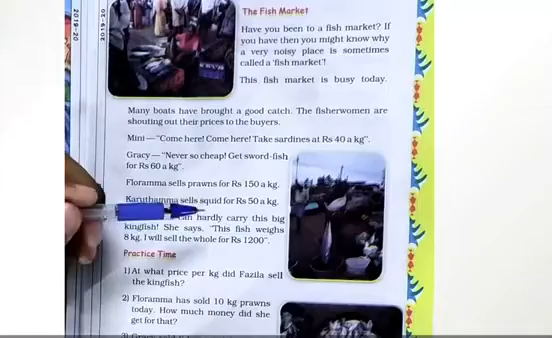 2019-20
2019-20
The Fish Market
Have you been to a fish market? If
you have then you might know why
a very noisy place is sometimes
called a 'fish market'!
This fish market is busy today.
Many boats have brought a good catch. The fisherwomen are
shouting out their prices to the buyers.
Mini — "Come here! Come here! Take sardines at Rs 40 a kg".
Gracy — "Never so cheap! Get sword-fish
for Rs 60 a kg".
Floramma sells prawns for Rs 150 a kg.
Karuthamma sells squid for Rs 50 a kg.
can hardly carry this big
kingfish! She says, "This fish weighs
8 kg. I will sell the whole for Rs 1200".
Practice Time
1) At what price per kg did Fazila sell
the kingfish?
2) Floramma has sold 10 kg prawns
today. How much money did she
get for that?